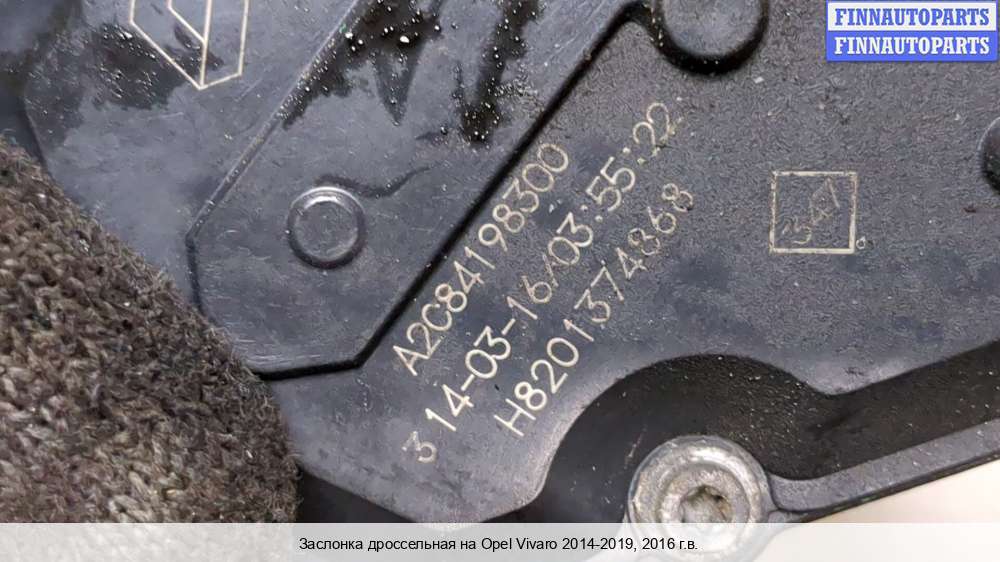 FINNAUTOPARTS
FINNAUTOPARTS
A2C84198300
3 14-03-16/03:55:22
H8201374868
Заслонка дроссельная на Opel Vivaro 2014-2019, 2016 г.в.